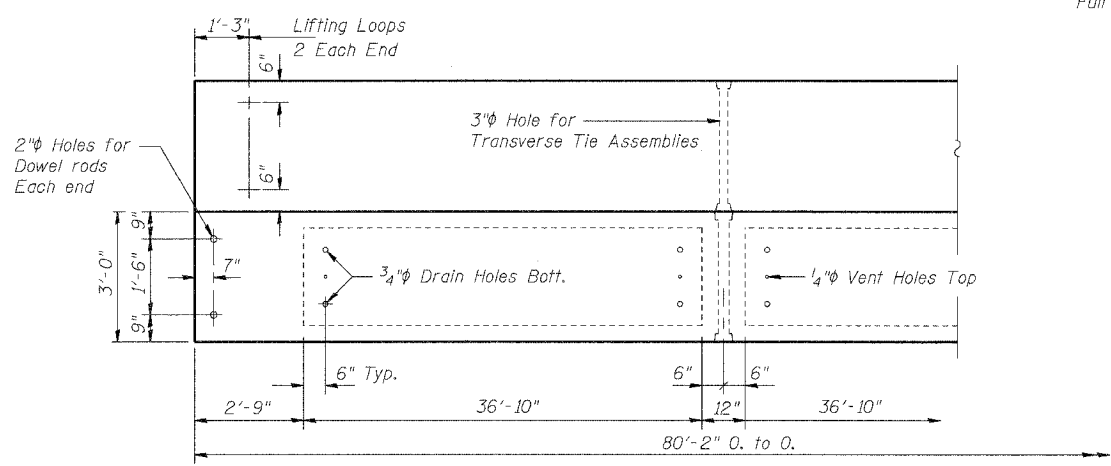 1'-3"
Lifting Loops
2 Each End
6"
3"ϕ Hole for
Transverse Tie Assemblies
2"ϕ Holes for
Dowel rods
Each end
6"
9"
3'-0"
1'-6"
7"
9"
3/4"ϕ Drain Holes Bott.
1/4"ϕ Vent Holes Top
6" Typ.
6"
6"
2'-9"
36'-10"
12"
36'-10"
80'-2" O. to O.